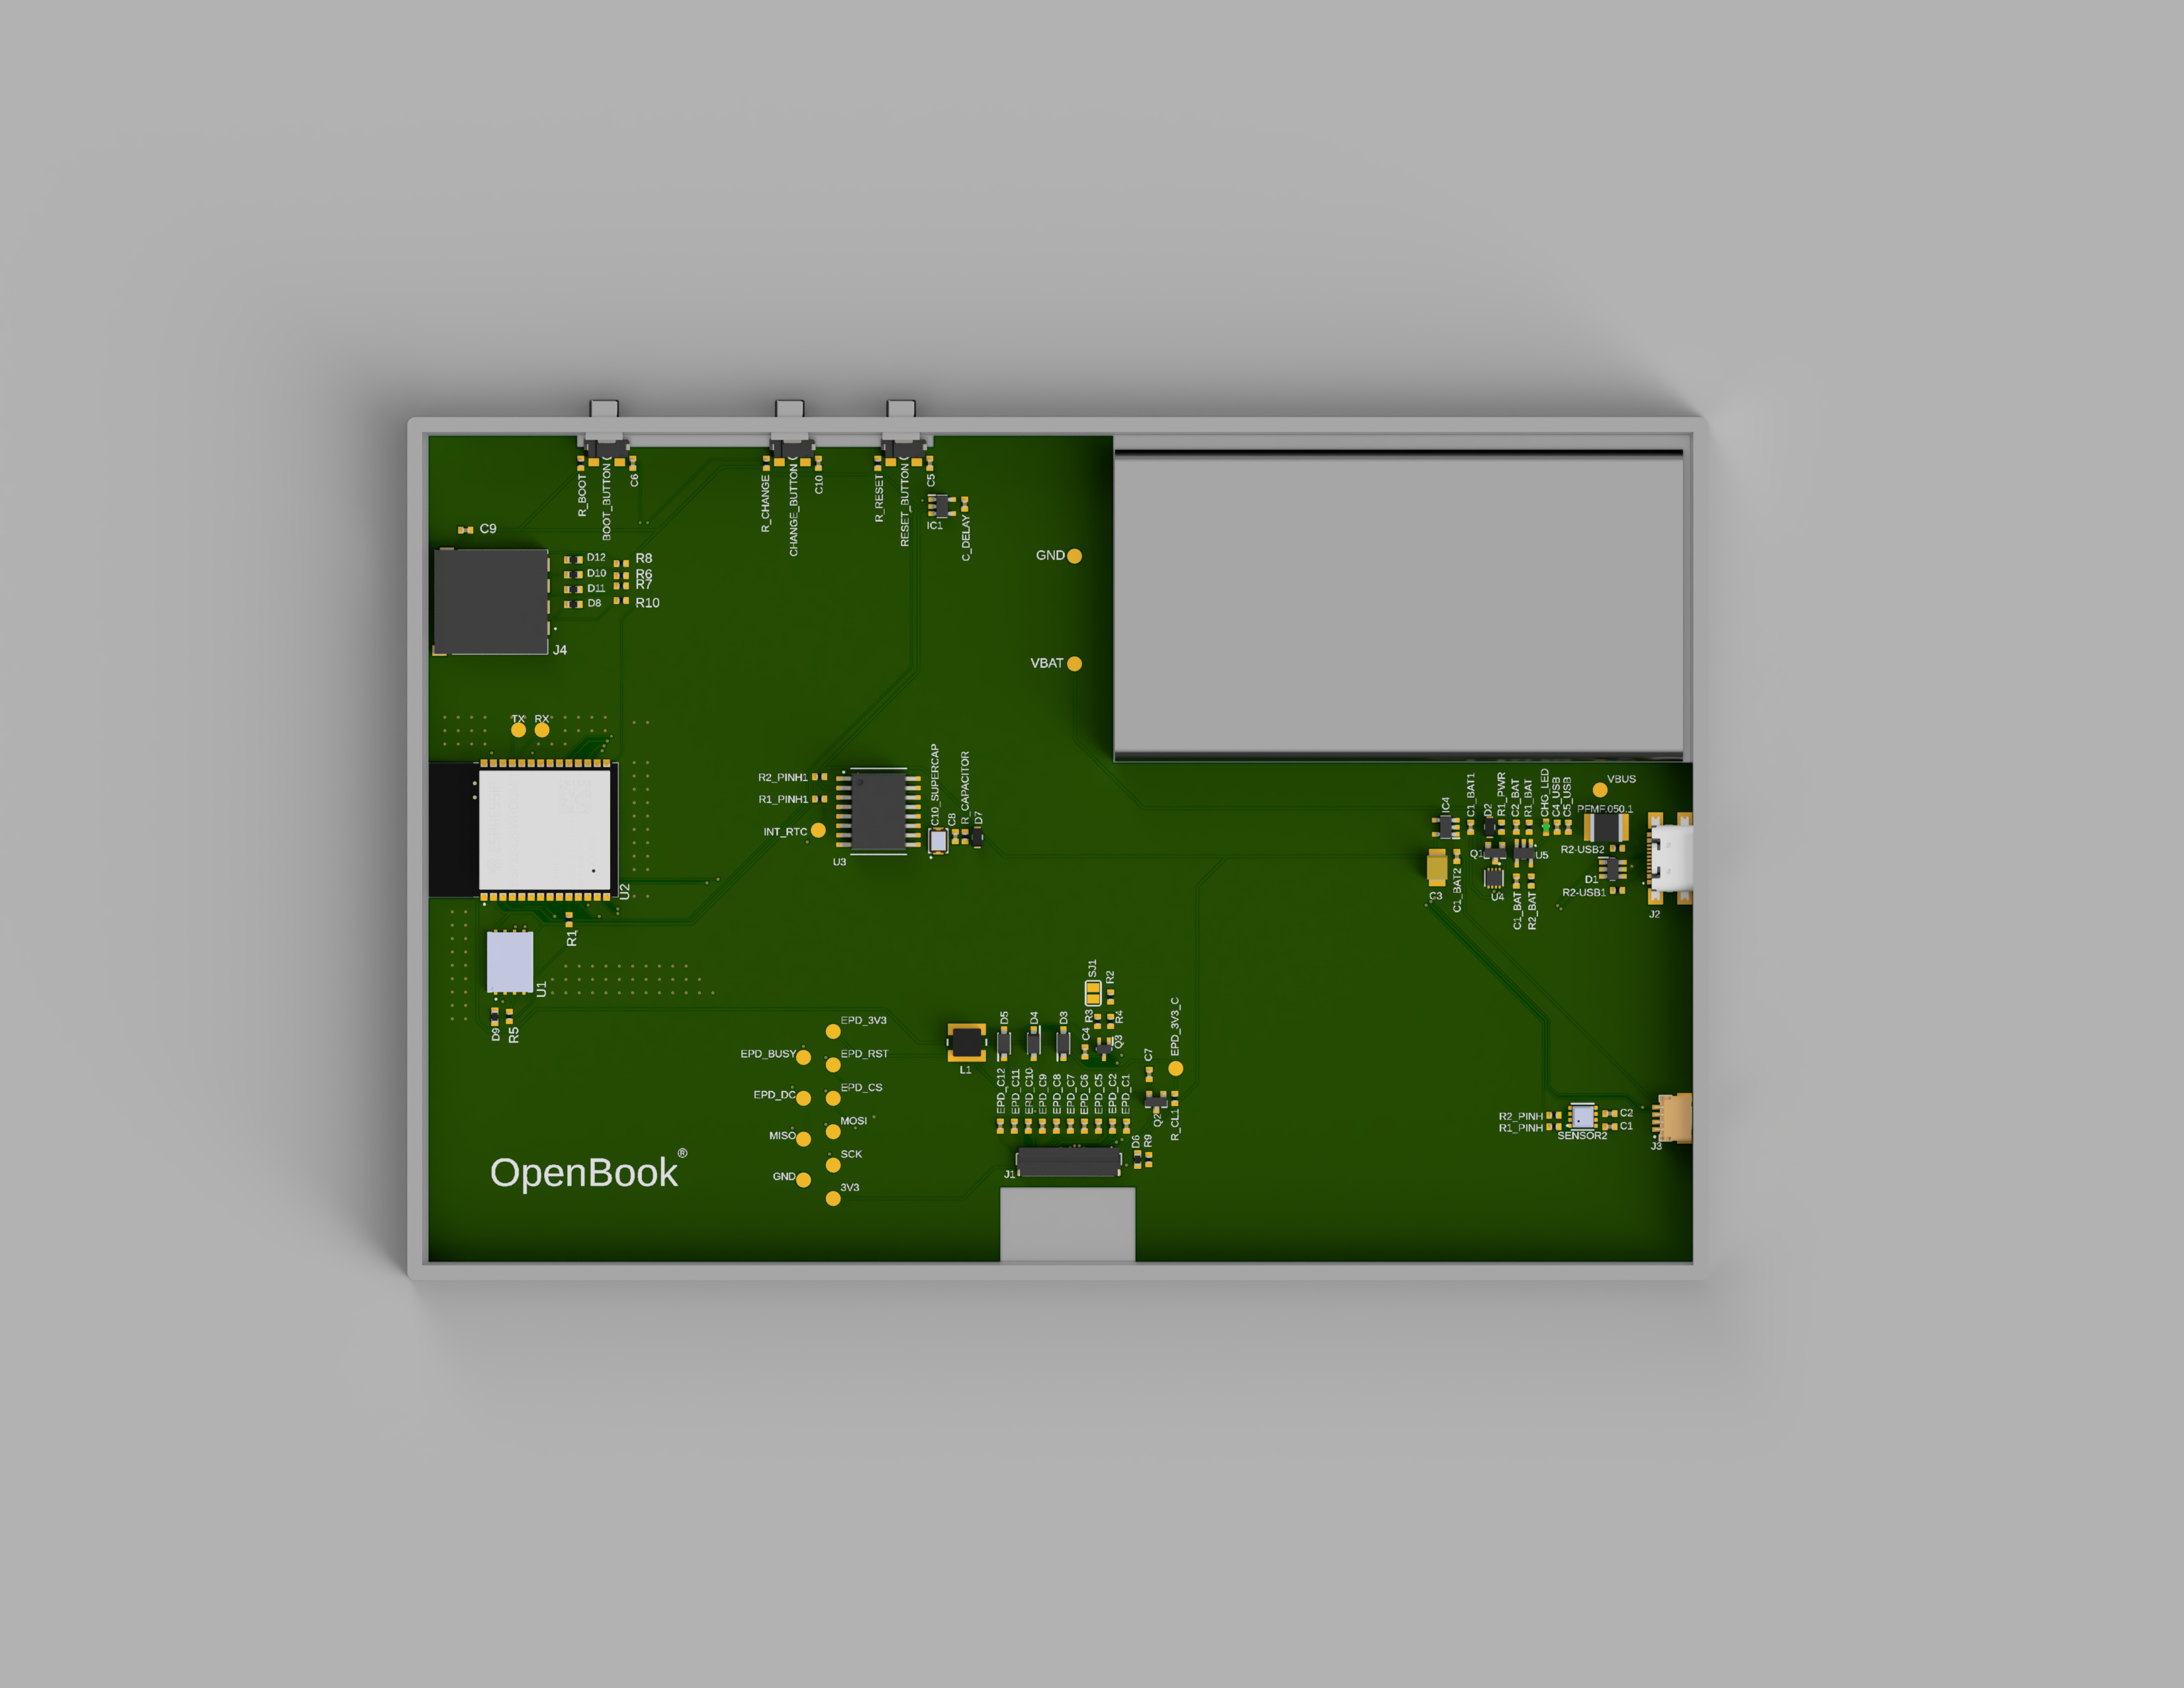 R_BOOT
BOOT_BUTTON(
C6
R_CHANGE
CHANGE_BUTTON(
C10
R_RESET
RESET_BUTTON(
C5
IC1
C_DELAY
C9
D12
D10
D11
D8
R8
R6
R7
R10
J4
GND
VBAT
TX RX
U2
R1
U1
D9
R5
R2_PINH1
R1_PINH1
INT_RTC
U3
C10_SUPERCAP
C8
R_CAPACITOR
D7
IC4
C1_BAT1
D2
R1_PWR
C2_BAT
R1_BAT
CHG_LED
C4_USB
C5_USB
VBUS
PFMF.050.1
R2-USB2
Q1
U5
D1
R2-USB1
C3
C1_BAT2
C1_BAT
R2_BAT
J2
EPD_3V3
EPD_BUSY
EPD_RST
EPD_CS
EPD_DC
MOSI
MISO
SCK
GND
3V3
L1
D5
D4
D3
SJ1
R2
R3
R4
C4
Q3
C7
EPD_3V3_C
EPD_C12
EPD_C11
EPD_C10
EPD_C9
EPD_C8
EPD_C7
EPD_C6
EPD_C5
EPD_C2
EPD_C1
Q2
R_CL1
D6
R9
J1
R2_PINH
R1_PINH
SENSOR2
C2
C1
J3
OpenBook®